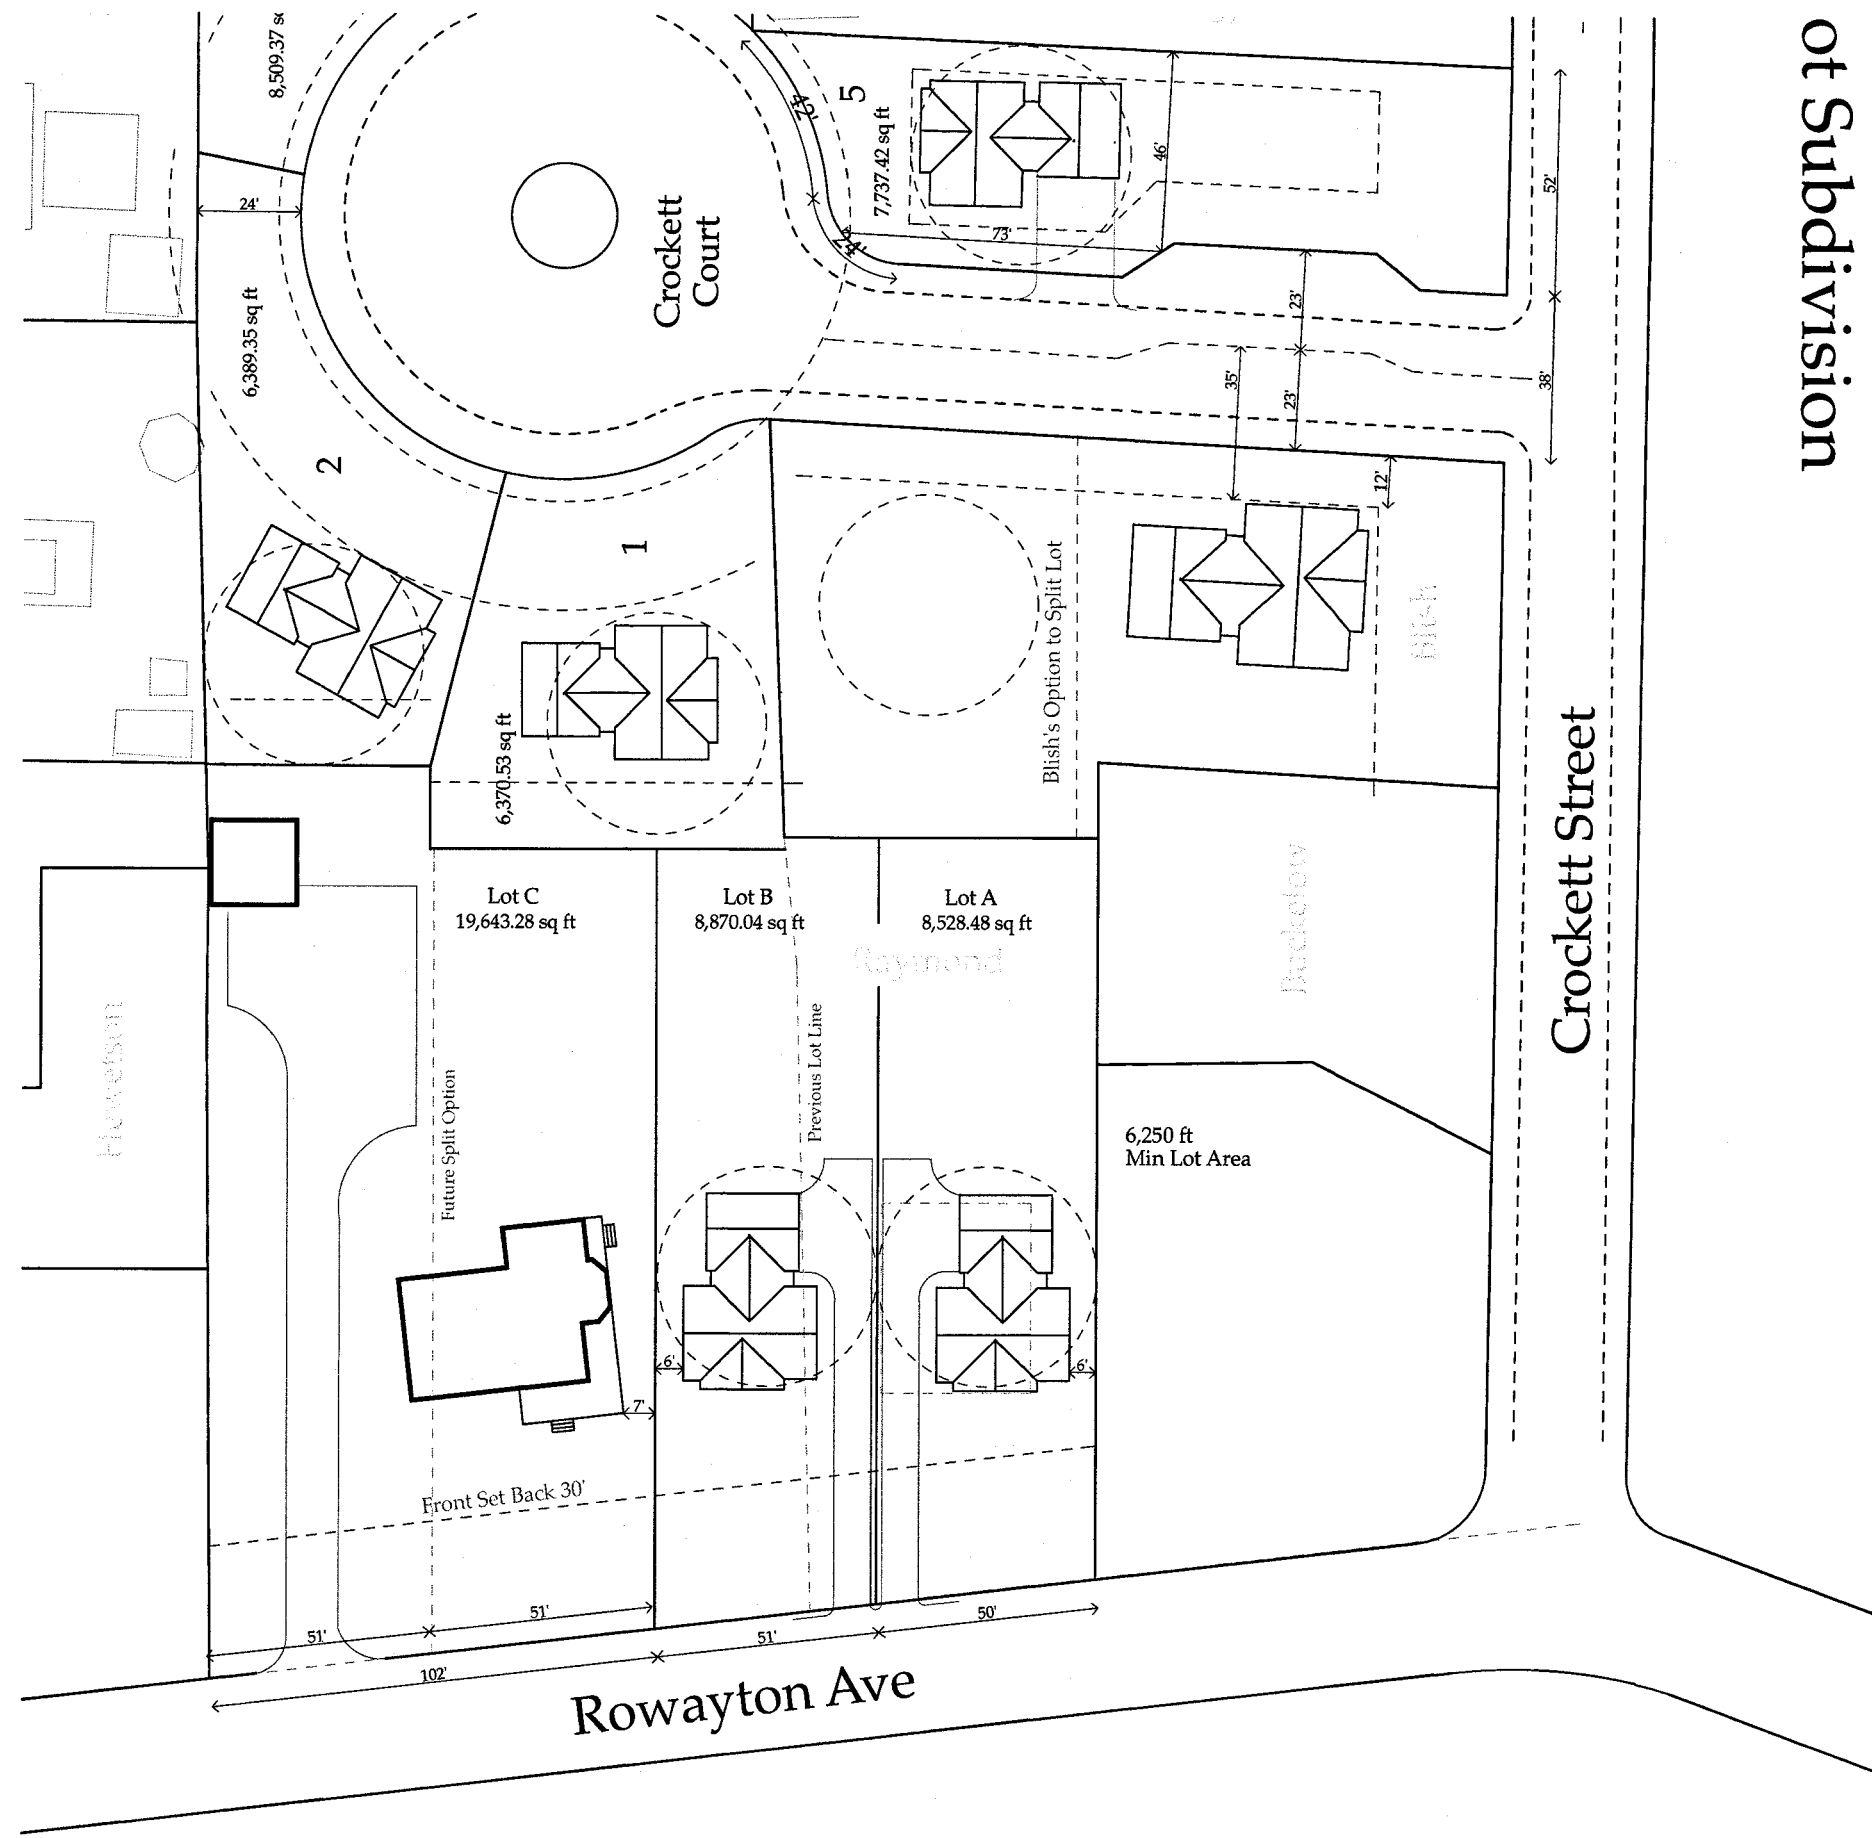 ot Subdivision
8,509.37 s
42'
5
7,737.42 sq ft
46'
52'
24'
Crockett
Court
73'
24'
23'
6,389.35 sq ft
35'
23'
38'
2
12'
1
Blish's Option to Split Lot
Blish
6,370.53 sq ft
Crockett Street
Lot C
19,643.28 sq ft
Lot B
8,870.04 sq ft
Lot A
8,528.48 sq ft
Raymond
Previous Lot Line
Future Split Option
6,250 ft
Min Lot Area
6'
6'
7'
Front Set Back 30'
51'
51'
51'
50'
102'
Rowayton Ave